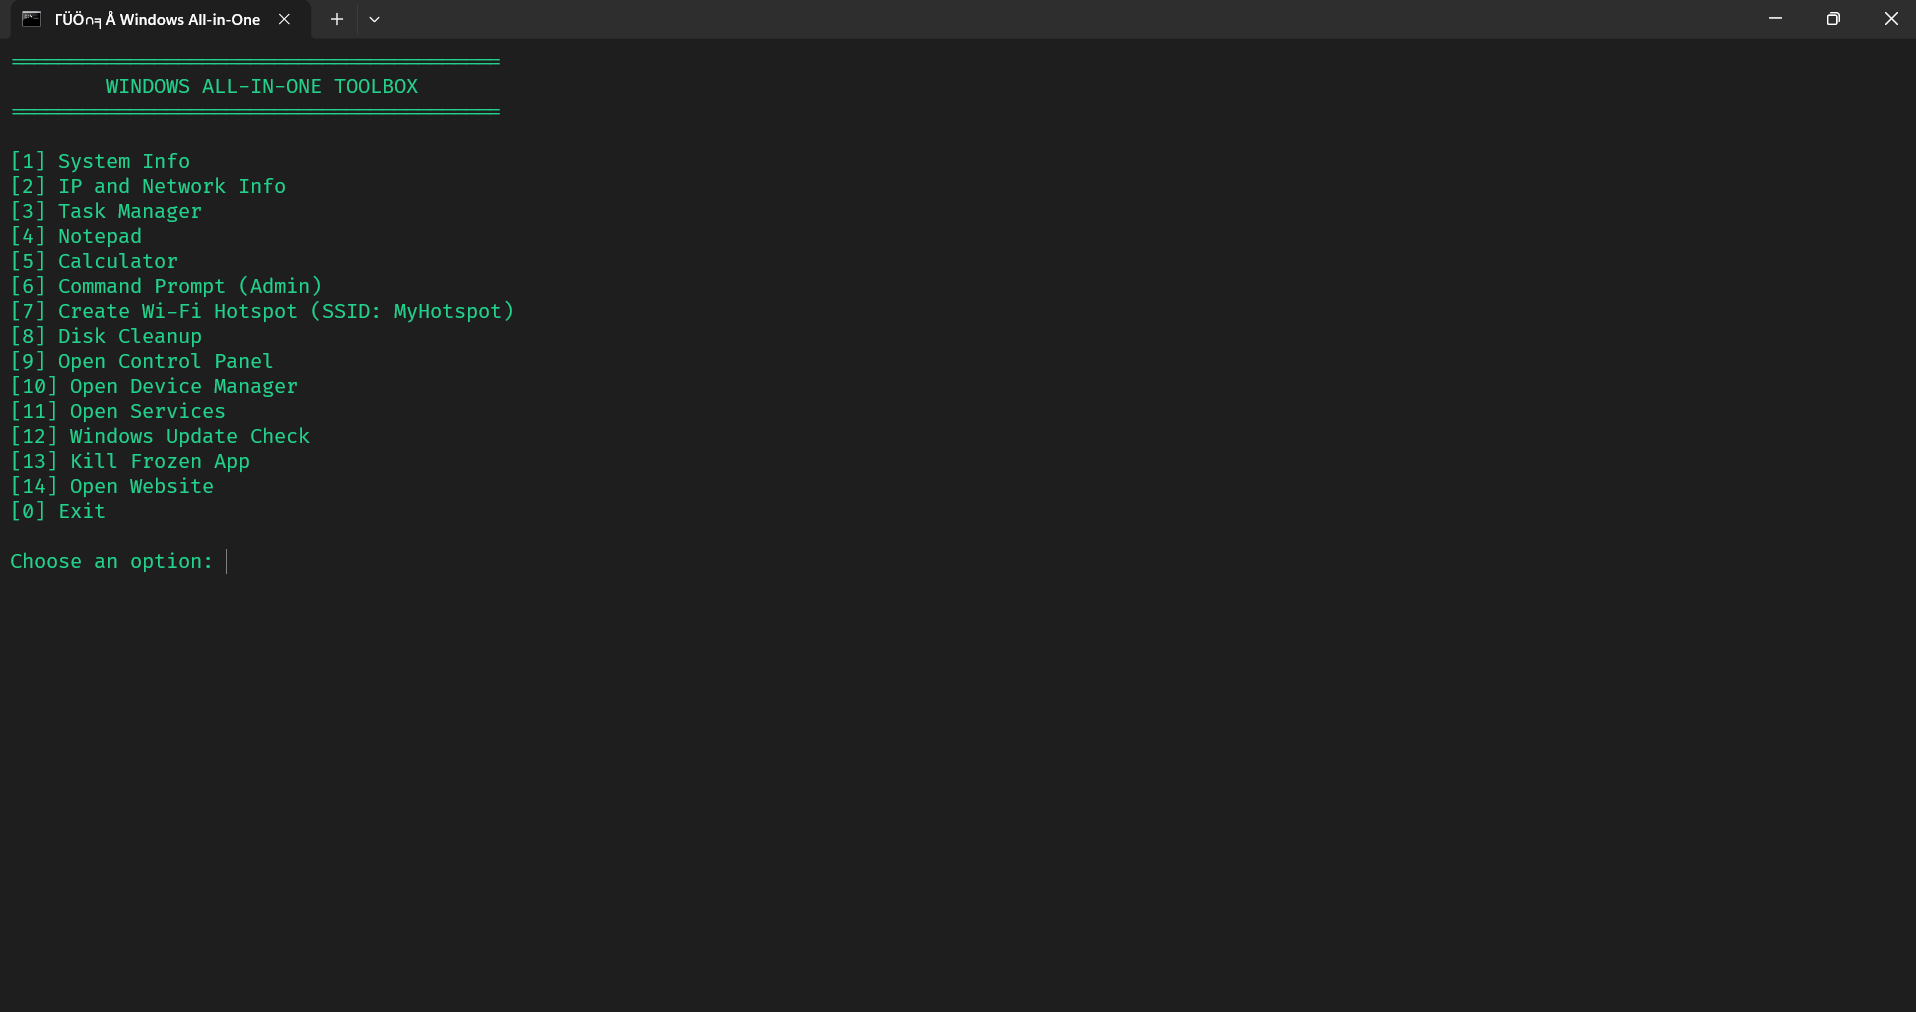 ΓÜÖ∩╕Å Windows All-in-One
WINDOWS ALL-IN-ONE TOOLBOX
[1] System Info
[2] IP and Network Info
[3] Task Manager
[4] Notepad
[5] Calculator
[6] Command Prompt (Admin)
[7] Create Wi-Fi Hotspot (SSID: MyHotspot)
[8] Disk Cleanup
[9] Open Control Panel
[10] Open Device Manager
[11] Open Services
[12] Windows Update Check
[13] Kill Frozen App
[14] Open Website
[0] Exit
Choose an option: